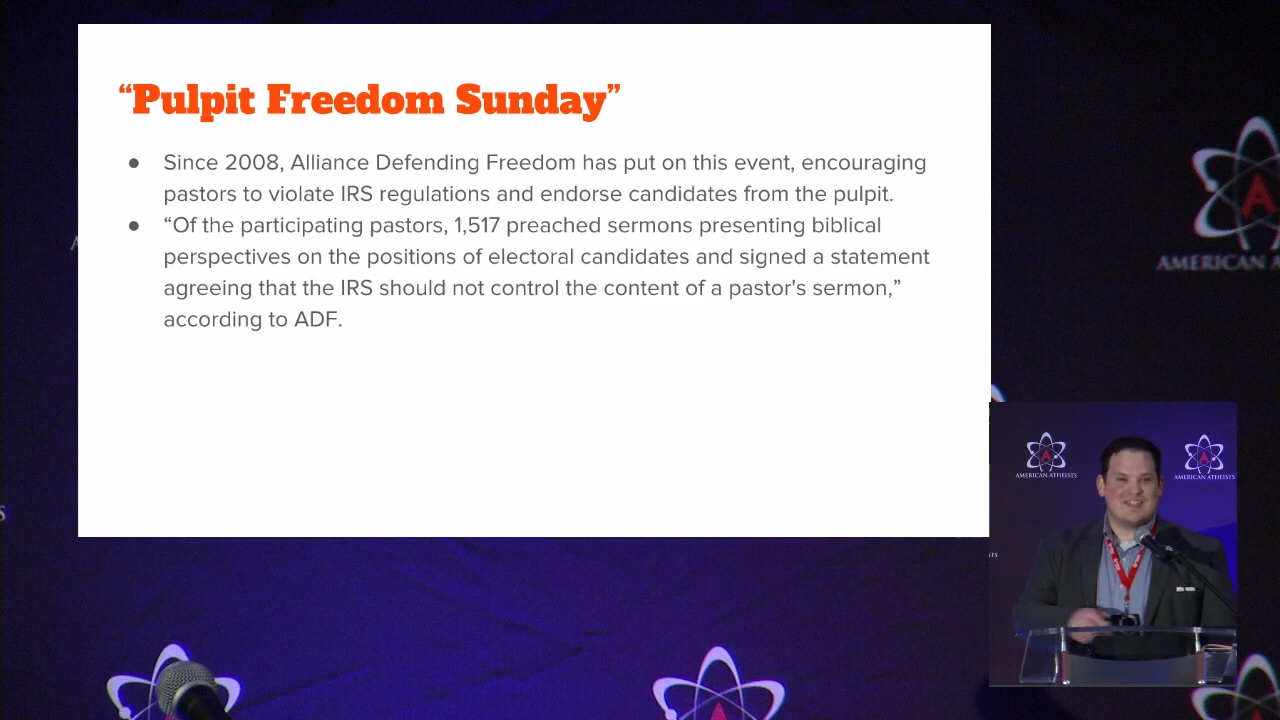 “Pulpit Freedom Sunday”
● Since 2008, Alliance Defending Freedom has put on this event, encouraging
pastors to violate IRS regulations and endorse candidates from the pulpit.
● “Of the participating pastors, 1,517 preached sermons presenting biblical
perspectives on the positions of electoral candidates and signed a statement
agreeing that the IRS should not control the content of a pastor's sermon,”
according to ADF.
A
AMERICAN A
A
AMERICAN ATHEISTS
A
AMERICAN ATHEISTS